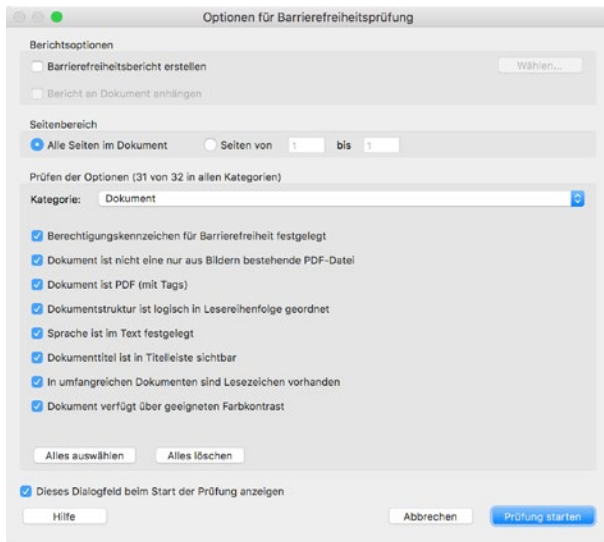 Optionen für Barrierefreiheitsprüfung
Berichtsoptionen
Barrierefreiheitsbericht erstellen
Wählen...
Bericht an Dokument anhängen
Seitenbereich
Alle Seiten im Dokument Seiten von 1 bis 1
Prüfen der Optionen (31 von 32 in allen Kategorien)
Kategorie: Dokument
Berechtigungskennzeichen für Barrierefreiheit festgelegt
Dokument ist nicht eine nur aus Bildern bestehende PDF-Datei
Dokument ist PDF (mit Tags)
Dokumentstruktur ist logisch in Lesereihenfolge geordnet
Sprache ist im Text festgelegt
Dokumenttitel ist in Titelleiste sichtbar
In umfangreichen Dokumenten sind Lesezeichen vorhanden
Dokument verfügt über geeigneten Farbkontrast
Alles auswählen Alles löschen
Dieses Dialogfeld beim Start der Prüfung anzeigen
Hilfe Abbrechen Prüfung starten